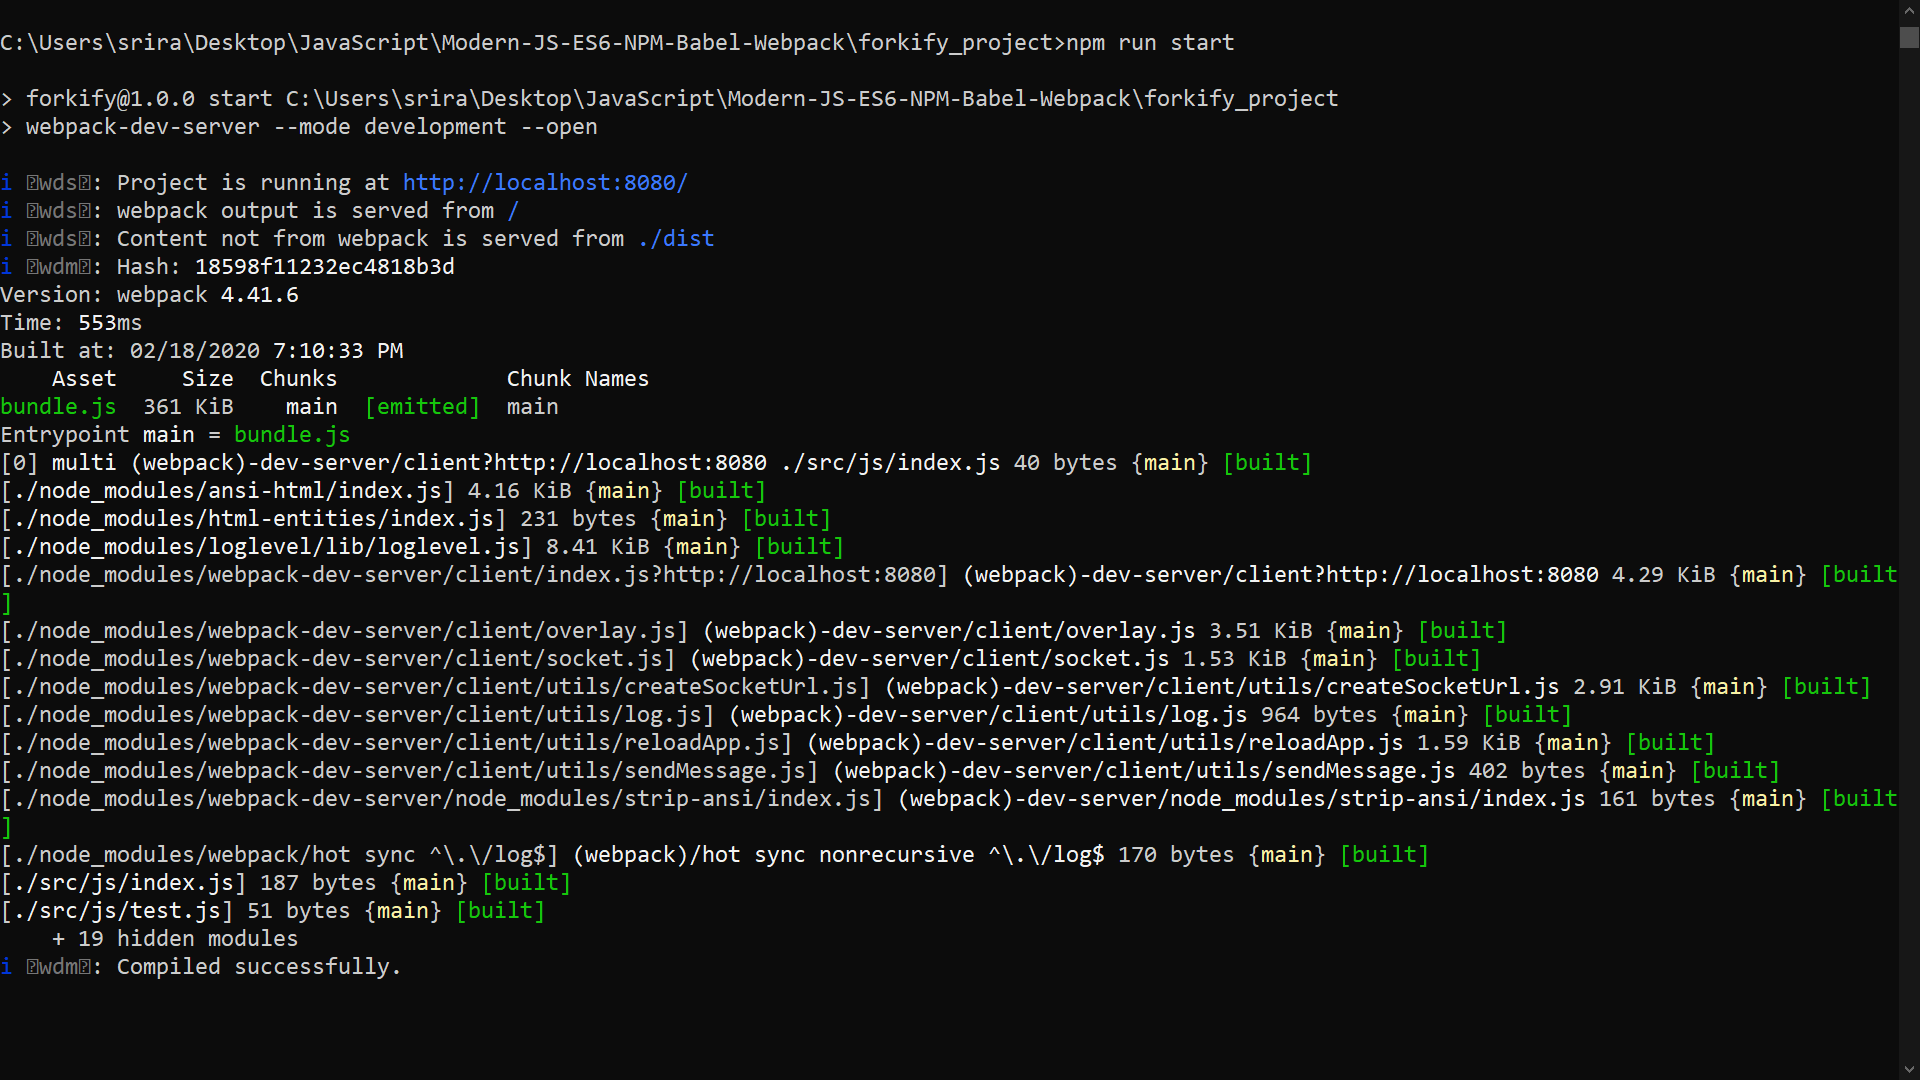 C:\Users\srira\Desktop\JavaScript\Modern-JS-ES6-NPM-Babel-Webpack\forkify_project>npm run start
> forkify@1.0.0 start C:\Users\srira\Desktop\JavaScript\Modern-JS-ES6-NPM-Babel-Webpack\forkify_project
> webpack-dev-server --mode development --open
i ⍰wds⍰: Project is running at http://localhost:8080/
i ⍰wds⍰: webpack output is served from /
i ⍰wds⍰: Content not from webpack is served from ./dist
i ⍰wdm⍰: Hash: 18598f11232ec4818b3d
Version: webpack 4.41.6
Time: 553ms
Built at: 02/18/2020 7:10:33 PM
    Asset     Size  Chunks             Chunk Names
bundle.js  361 KiB    main  [emitted]  main
Entrypoint main = bundle.js
[0] multi (webpack)-dev-server/client?http://localhost:8080 ./src/js/index.js 40 bytes {main} [built]
[./node_modules/ansi-html/index.js] 4.16 KiB {main} [built]
[./node_modules/html-entities/index.js] 231 bytes {main} [built]
[./node_modules/loglevel/lib/loglevel.js] 8.41 KiB {main} [built]
[./node_modules/webpack-dev-server/client/index.js?http://localhost:8080] (webpack)-dev-server/client?http://localhost:8080 4.29 KiB {main} [built
]
[./node_modules/webpack-dev-server/client/overlay.js] (webpack)-dev-server/client/overlay.js 3.51 KiB {main} [built]
[./node_modules/webpack-dev-server/client/socket.js] (webpack)-dev-server/client/socket.js 1.53 KiB {main} [built]
[./node_modules/webpack-dev-server/client/utils/createSocketUrl.js] (webpack)-dev-server/client/utils/createSocketUrl.js 2.91 KiB {main} [built]
[./node_modules/webpack-dev-server/client/utils/log.js] (webpack)-dev-server/client/utils/log.js 964 bytes {main} [built]
[./node_modules/webpack-dev-server/client/utils/reloadApp.js] (webpack)-dev-server/client/utils/reloadApp.js 1.59 KiB {main} [built]
[./node_modules/webpack-dev-server/client/utils/sendMessage.js] (webpack)-dev-server/client/utils/sendMessage.js 402 bytes {main} [built]
[./node_modules/webpack-dev-server/node_modules/strip-ansi/index.js] (webpack)-dev-server/node_modules/strip-ansi/index.js 161 bytes {main} [built
]
[./node_modules/webpack/hot sync ^\.\/log$] (webpack)/hot sync nonrecursive ^\.\/log$ 170 bytes {main} [built]
[./src/js/index.js] 187 bytes {main} [built]
[./src/js/test.js] 51 bytes {main} [built]
    + 19 hidden modules
i ⍰wdm⍰: Compiled successfully.